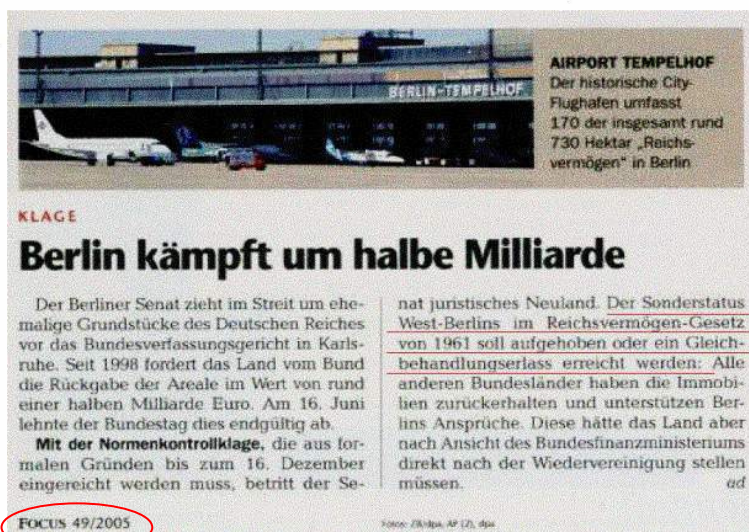 BERLIN-TEMPELHOF
AIRPORT TEMPELHOF
Der historische City-
Flughafen umfasst
170 der insgesamt rund
730 Hektar „Reichs-
vermögen“ in Berlin
KLAGE
Berlin kämpft um halbe Milliarde
Der Berliner Senat zieht im Streit um ehe-
malige Grundstücke des Deutschen Reiches
vor das Bundesverfassungsgericht in Karls-
ruhe. Seit 1998 fordert das Land vom Bund
die Rückgabe der Areale im Wert von rund
einer halben Milliarde Euro. Am 16. Juni
lehnte der Bundestag dies endgültig ab.
Mit der Normenkontrollklage, die aus for-
malen Gründen bis zum 16. Dezember
eingereicht werden muss, betritt der Se-
nat juristisches Neuland. Der Sonderstatus
West-Berlins im Reichsvermögen-Gesetz
von 1961 soll aufgehoben oder ein Gleich-
behandlungserlass erreicht werden: Alle
anderen Bundesländer haben die Immobi-
lien zurückerhalten und unterstützen Ber-
lins Ansprüche. Diese hätte das Land aber
nach Ansicht des Bundesfinanzministeriums
direkt nach der Wiedervereinigung stellen
müssen. ad
FOCUS 49/2005
Fotos: ZB/dpa, AP (2), dpa